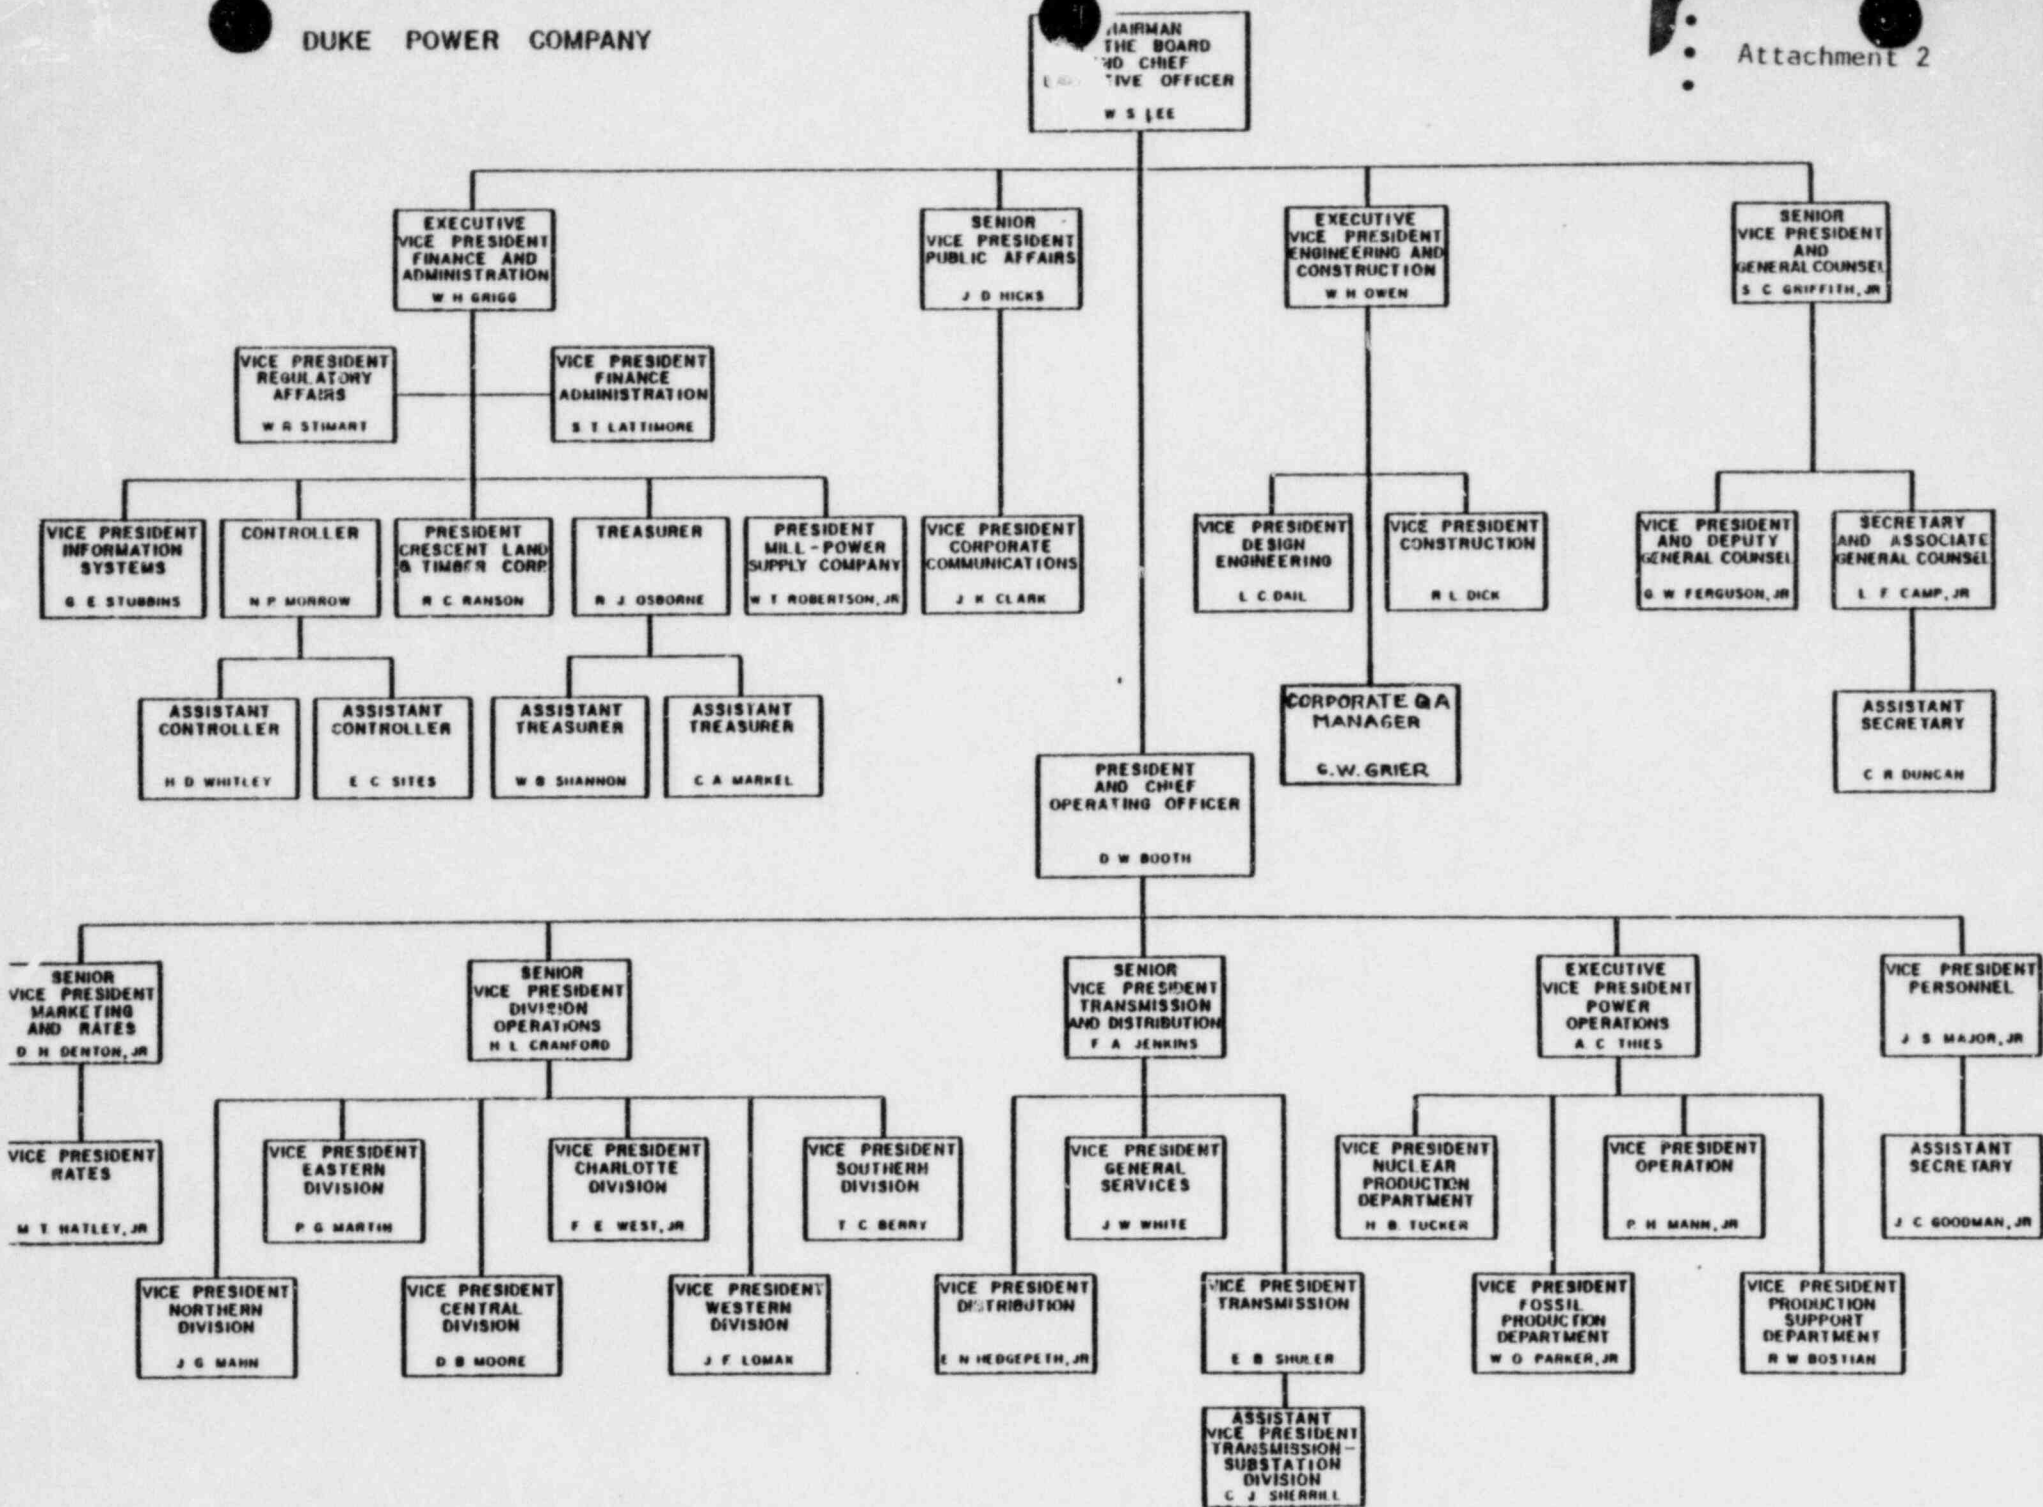 DUKE POWER COMPANY
Attachment 2
THE BOARD
CHIEF
OFFICER
W S LEE
EXECUTIVE
VICE PRESIDENT
FINANCE AND
ADMINISTRATION
W H GRIGG
SENIOR
VICE PRESIDENT
PUBLIC AFFAIRS
J D HICKS
EXECUTIVE
VICE PRESIDENT
ENGINEERING AND
CONSTRUCTION
W H OWEN
SENIOR
VICE PRESIDENT
AND
GENERAL COUNSEL
S C GRIFFITH, JR
VICE PRESIDENT
REGULATORY
AFFAIRS
W R STIMART
VICE PRESIDENT
FINANCE
ADMINISTRATION
S T LATTIMORE
VICE PRESIDENT
INFORMATION
SYSTEMS
G E STUBBINS
CONTROLLER
N P MORROW
PRESIDENT
CRESCENT LAND
& TIMBER CORP.
R C RANSON
TREASURER
R J OSBORNE
PRESIDENT
MILL-POWER
SUPPLY COMPANY
W T ROBERTSON, JR
VICE PRESIDENT
CORPORATE
COMMUNICATIONS
J K CLARK
VICE PRESIDENT
DESIGN
ENGINEERING
L C DAIL
VICE PRESIDENT
CONSTRUCTION
R L DICK
VICE PRESIDENT
AND DEPUTY
GENERAL COUNSEL
G W FERGUSON, JR
SECRETARY
AND ASSOCIATE
GENERAL COUNSEL
L F CAMP, JR
ASSISTANT
CONTROLLER
H D WHITLEY
ASSISTANT
CONTROLLER
E C SITES
ASSISTANT
TREASURER
W B SHANNON
ASSISTANT
TREASURER
C A MARKEL
CORPORATE QA
MANAGER
G.W. GRIER
ASSISTANT
SECRETARY
C R DUNCAN
PRESIDENT
AND CHIEF
OPERATING OFFICER
D W BOOTH
SENIOR
VICE PRESIDENT
MARKETING
AND RATES
D H DENTON, JR
SENIOR
VICE PRESIDENT
DIVISION
OPERATIONS
H L CRANFORD
SENIOR
VICE PRESIDENT
TRANSMISSION
AND DISTRIBUTION
F A JENKINS
EXECUTIVE
VICE PRESIDENT
POWER
OPERATIONS
A C THIES
VICE PRESIDENT
PERSONNEL
J S MAJOR, JR
VICE PRESIDENT
RATES
M T HATLEY, JR
VICE PRESIDENT
EASTERN
DIVISION
P G MARTIN
VICE PRESIDENT
CHARLOTTE
DIVISION
F E WEST, JR
VICE PRESIDENT
SOUTHERN
DIVISION
T C BERRY
VICE PRESIDENT
GENERAL
SERVICES
J W WHITE
VICE PRESIDENT
NUCLEAR
PRODUCTION
DEPARTMENT
H B TUCKER
VICE PRESIDENT
OPERATION
P H MANN, JR
ASSISTANT
SECRETARY
J C GOODMAN, JR
VICE PRESIDENT
NORTHERN
DIVISION
J G MANN
VICE PRESIDENT
CENTRAL
DIVISION
D B MOORE
VICE PRESIDENT
WESTERN
DIVISION
J F LOMAX
VICE PRESIDENT
DISTRIBUTION
E N HEDGEPETH, JR
VICE PRESIDENT
TRANSMISSION
E B SHULER
VICE PRESIDENT
FOSSIL
PRODUCTION
DEPARTMENT
W O PARKER, JR
VICE PRESIDENT
PRODUCTION
SUPPORT
DEPARTMENT
R W BOSTIAN
ASSISTANT
VICE PRESIDENT
TRANSMISSION-
SUBSTATION
DIVISION
C J SHERRILL